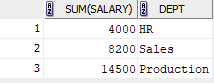 SUM(SALARY) DEPT
1 4000 HR
2 8200 Sales
3 14500 Production